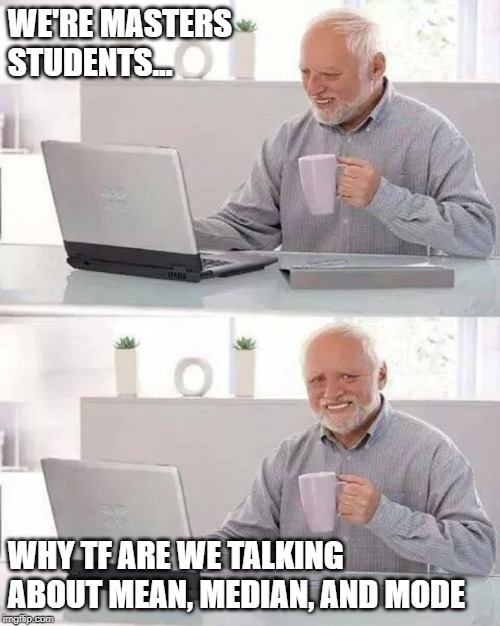 WE'RE MASTERS
STUDENTS...
WHY TF ARE WE TALKING
ABOUT MEAN, MEDIAN, AND MODE
imgflip.com